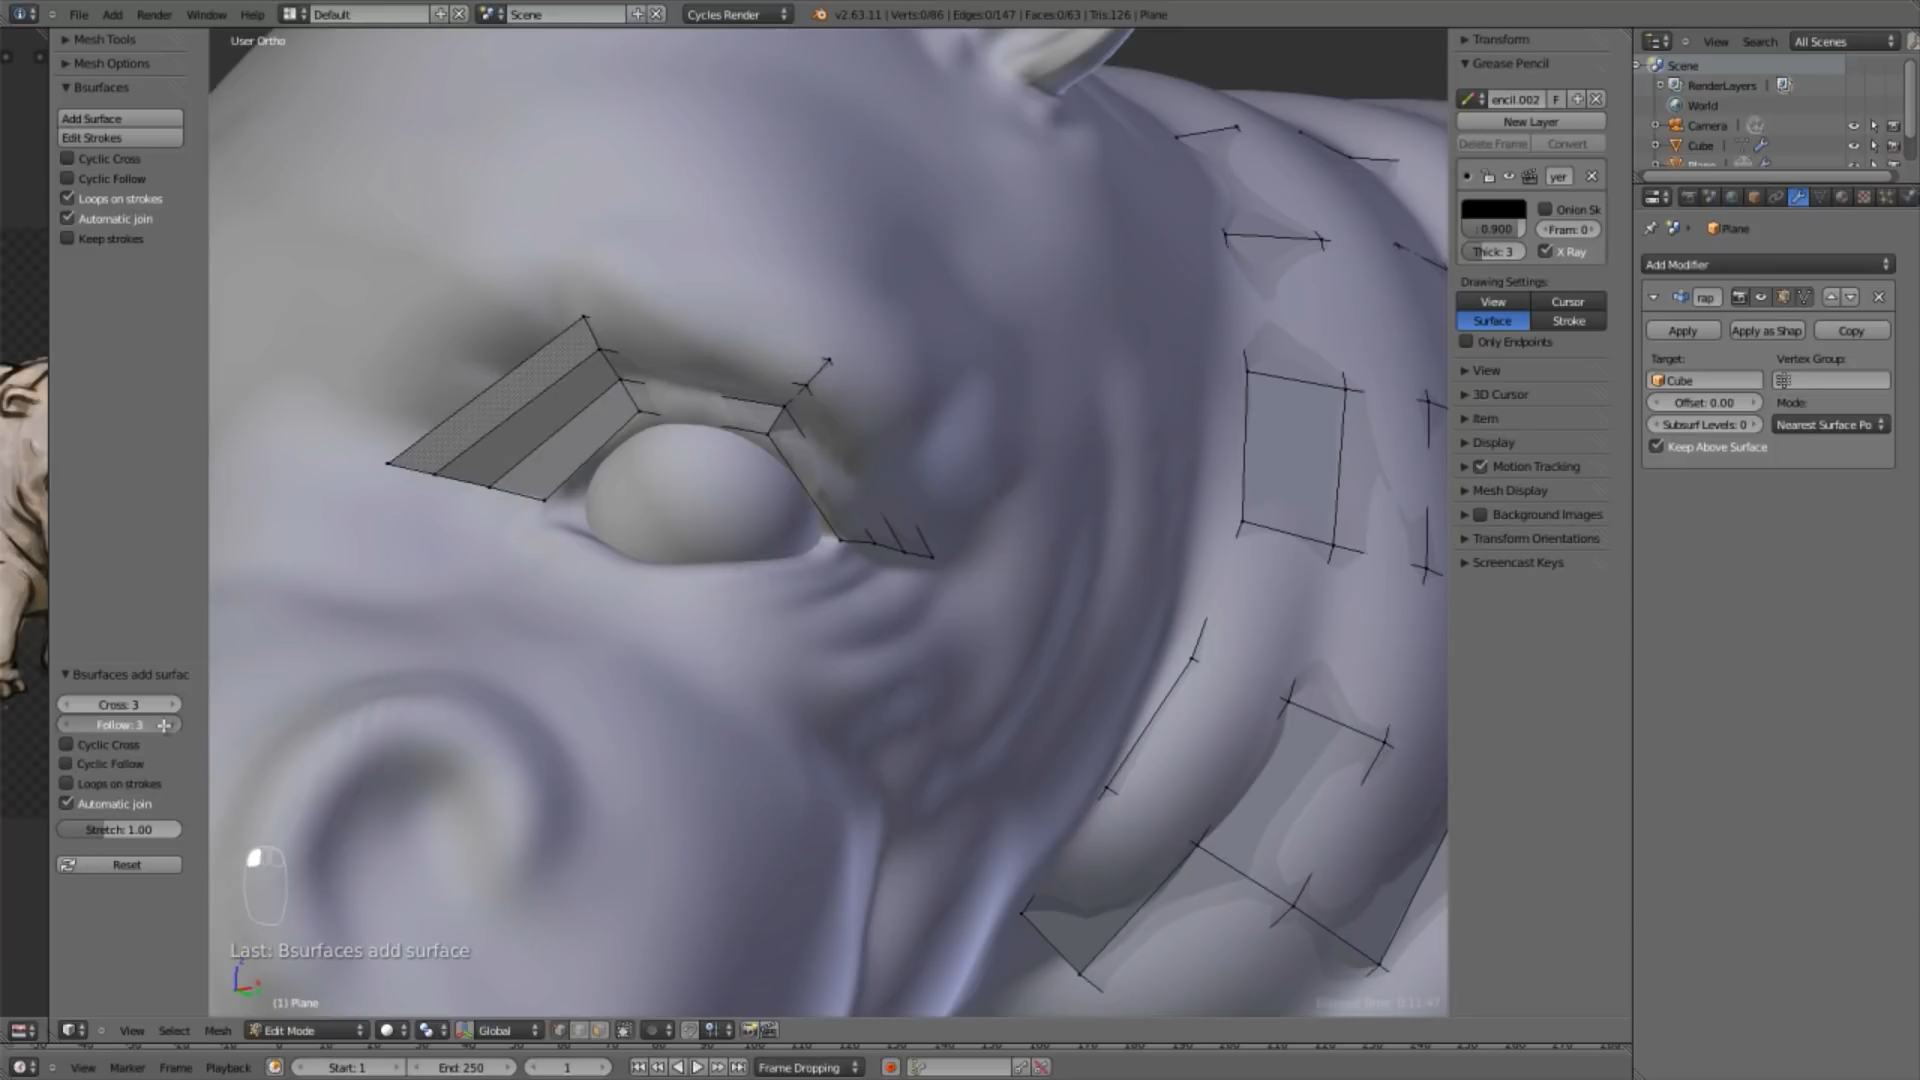 File Add Render Window Help Default Scene Cycles Render v2.63.11 | Verts:0/86 | Edges:0/147 | Faces:0/63 | Tris:126 | Plane
Mesh Tools
Mesh Options
Bsurfaces
Add Surface
Edit Strokes
Cyclic Cross
Cyclic Follow
Loops on strokes
Automatic join
Keep strokes
Bsurfaces add surfac
Cross: 3
Follow: 3
Cyclic Cross
Cyclic Follow
Loops on strokes
Automatic join
Stretch: 1.00
Reset
User Ortho
Last: Bsurfaces add surface
(1) Plane
Transform
Grease Pencil
encil.002 F
New Layer
Delete Frame Convert
yer
Onion Sk
0.900 Fram: 0
Thick: 3 X Ray
Drawing Settings:
View Cursor
Surface Stroke
Only Endpoints
View
3D Cursor
Item
Display
Motion Tracking
Mesh Display
Background Images
Transform Orientations
Screencast Keys
View Search All Scenes
Scene
RenderLayers
World
Camera
Cube
Plane
Add Modifier
rap
Apply Apply as Shap Copy
Target: Vertex Group:
Cube
Offset: 0.00 Mode:
Subsurf Levels: 0 Nearest Surface Po
Keep Above Surface
View Select Mesh Edit Mode Global
View Marker Frame Playback Start: 1 End: 250 1 Frame Dropping